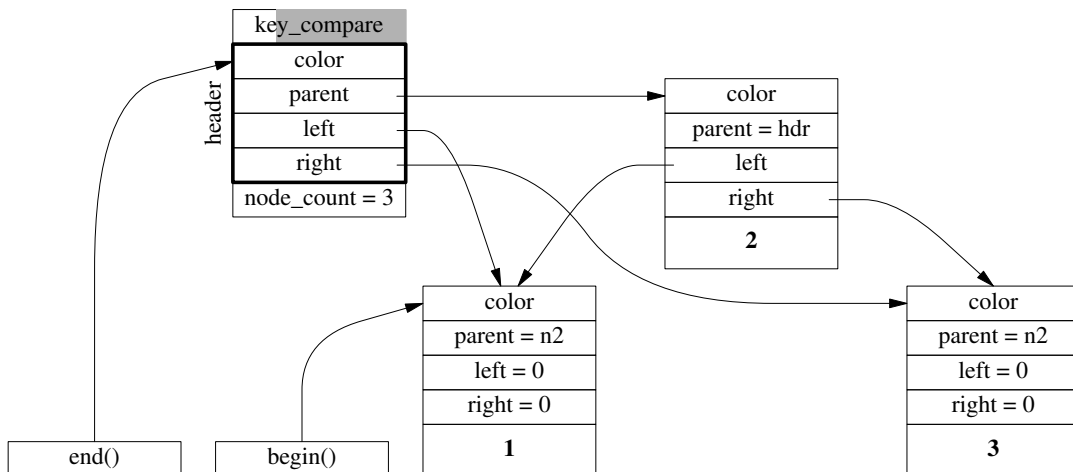 key_compare
header
color
parent
left
right
node_count = 3
color
parent = hdr
left
right
2
color
parent = n2
left = 0
right = 0
1
color
parent = n2
left = 0
right = 0
3
end()
begin()